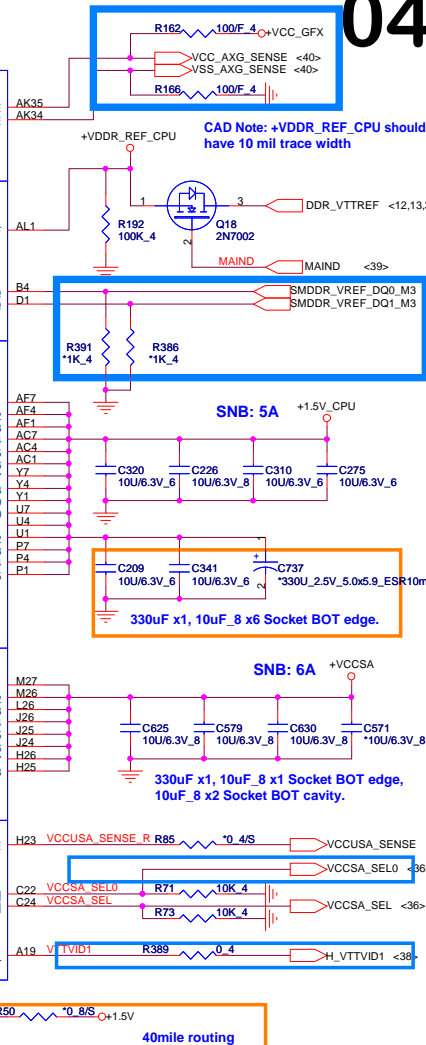 04
R162 100/F_4 +VCC_GFX
VCC_AXG_SENSE <40>
VSS_AXG_SENSE <40>
R166 100/F_4
AK35
AK34
CAD Note: +VDDR_REF_CPU should
have 10 mil trace width
+VDDR_REF_CPU
1 3 DDR_VTTREF <12,13,
AL1
R192
100K_4
Q18
2N7002
2
MAIND MAIND <39>
B4 SMDDR_VREF_DQ0_M3
D1 SMDDR_VREF_DQ1_M3
R391
*1K_4
R386
*1K_4
AF7
AF4
AF1
AC7
AC4
AC1
Y7
Y4
Y1
U7
U4
U1
P7
P4
P1
SNB: 5A +1.5V_CPU
C320
10U/6.3V_6
C226
10U/6.3V_8
C310
10U/6.3V_6
C275
10U/6.3V_6
C209
10U/6.3V_6
C341
10U/6.3V_6
1
+
2
C737
*330U_2.5V_5.0x5.9_ESR10m
330uF x1, 10uF_8 x6 Socket BOT edge.
SNB: 6A +VCCSA
M27
M26
L26
J26
J25
J24
H26
H25
C625
10U/6.3V_8
C579
10U/6.3V_8
C630
10U/6.3V_8
C571
*10U/6.3V_8
330uF x1, 10uF_8 x1 Socket BOT edge,
10uF_8 x2 Socket BOT cavity.
H23 VCCUSA_SENSE_R R85 *0_4/S VCCUSA_SENSE
VCCSA_SEL0 <36
C22 VCCSA_SEL0 R71 10K_4
C24 VCCSA_SEL VCCSA_SEL <36>
R73 10K_4
A19 VTTVID1 R389 0_4 H_VTTVID1 <38>
R50 *0_8/S +1.5V
40mile routing